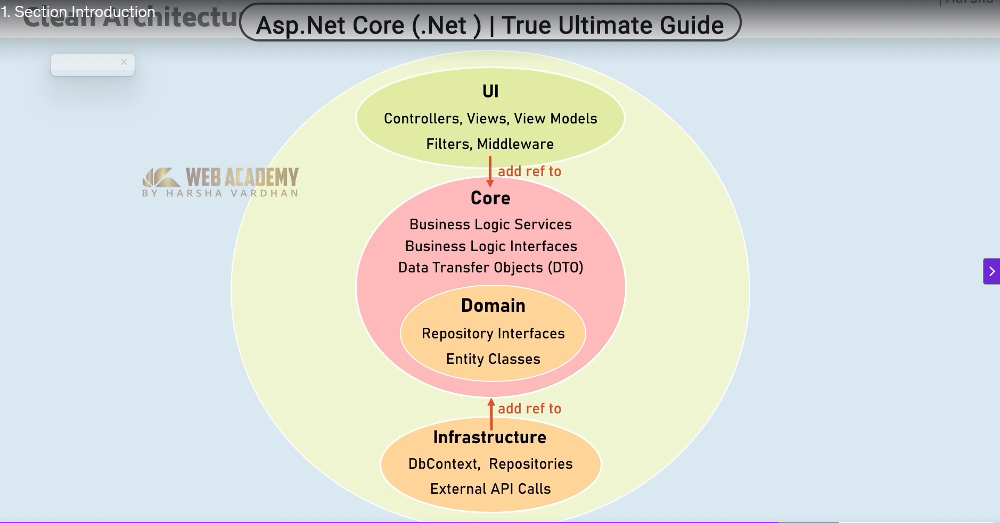 1. Section Introduction
Clean Architectu
Asp.Net Core (.Net ) | True Ultimate Guide
UI
Controllers, Views, View Models
Filters, Middleware
add ref to
WEB ACADEMY
BY HARSHA VARDHAN
Core
Business Logic Services
Business Logic Interfaces
Data Transfer Objects (DTO)
Domain
Repository Interfaces
Entity Classes
add ref to
Infrastructure
DbContext, Repositories
External API Calls